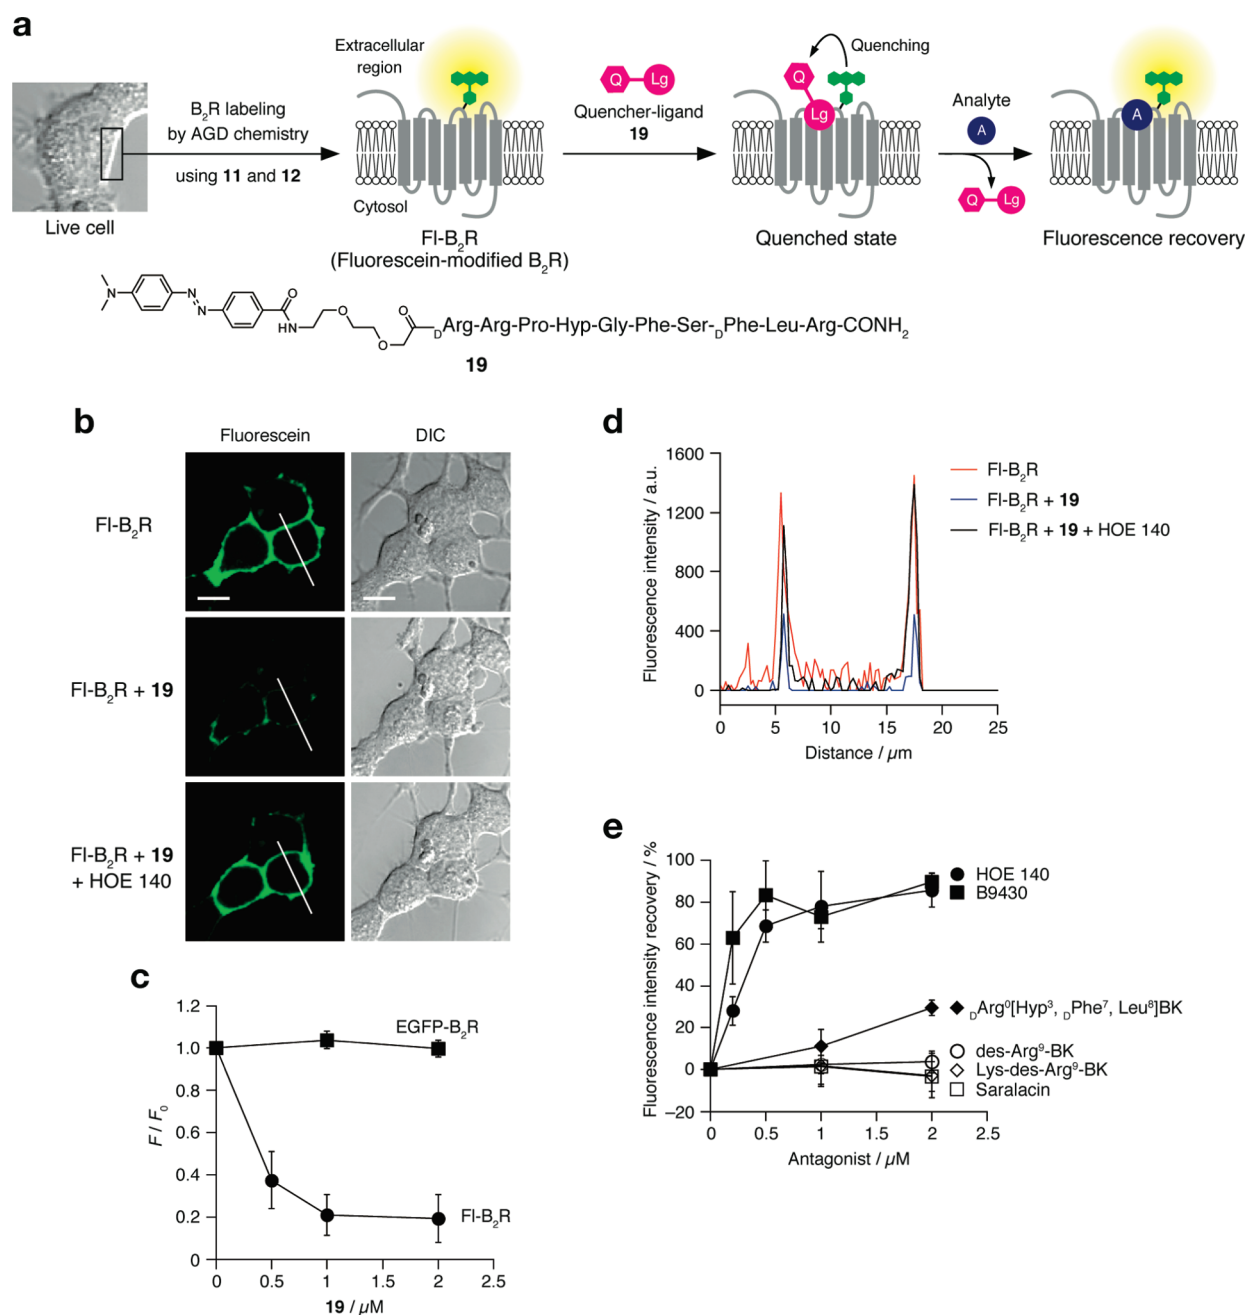 a
Extracellular
region
Quenching
B₂R labeling
by AGD chemistry
using 11 and 12
Live cell
Cytosol
Fl-B₂R
(Fluorescein-modified B₂R)
Q Lg
Quencher-ligand
19
Q
Lg
Quenched state
Analyte
A
Q Lg
A
Fluorescence recovery
N
N
N
O
NH
O
O
O
DArg-Arg-Pro-Hyp-Gly-Phe-Ser-DPhe-Leu-Arg-CONH₂
19
b
Fluorescein DIC
Fl-B₂R
Fl-B₂R + 19
Fl-B₂R + 19
+ HOE 140
c
1.2
1.0
0.8
0.6
0.4
0.2
0
F / F₀
EGFP-B₂R
Fl-B₂R
0 0.5 1 1.5 2 2.5
19 / μM
d
1600
1200
800
400
0
Fluorescence intensity / a.u.
Fl-B₂R
Fl-B₂R + 19
Fl-B₂R + 19 + HOE 140
0 5 10 15 20 25
Distance / μm
e
100
80
60
40
20
0
−20
Fluorescence intensity recovery / %
HOE 140
B9430
DArg⁰[Hyp³, DPhe⁷, Leu⁸]BK
des-Arg⁹-BK
Lys-des-Arg⁹-BK
Saralacin
0 0.5 1 1.5 2 2.5
Antagonist / μM